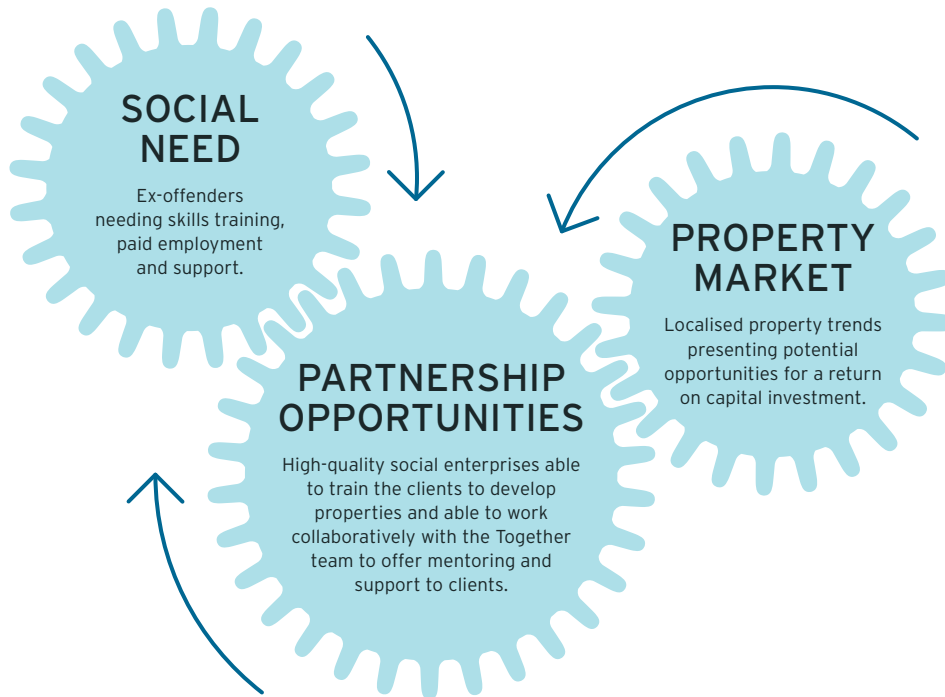 SOCIAL
NEED
Ex-offenders
needing skills training,
paid employment
and support.
PROPERTY
MARKET
Localised property trends
presenting potential
opportunities for a return
on capital investment.
PARTNERSHIP
OPPORTUNITIES
High-quality social enterprises able
to train the clients to develop
properties and able to work
collaboratively with the Together
team to offer mentoring and
support to clients.